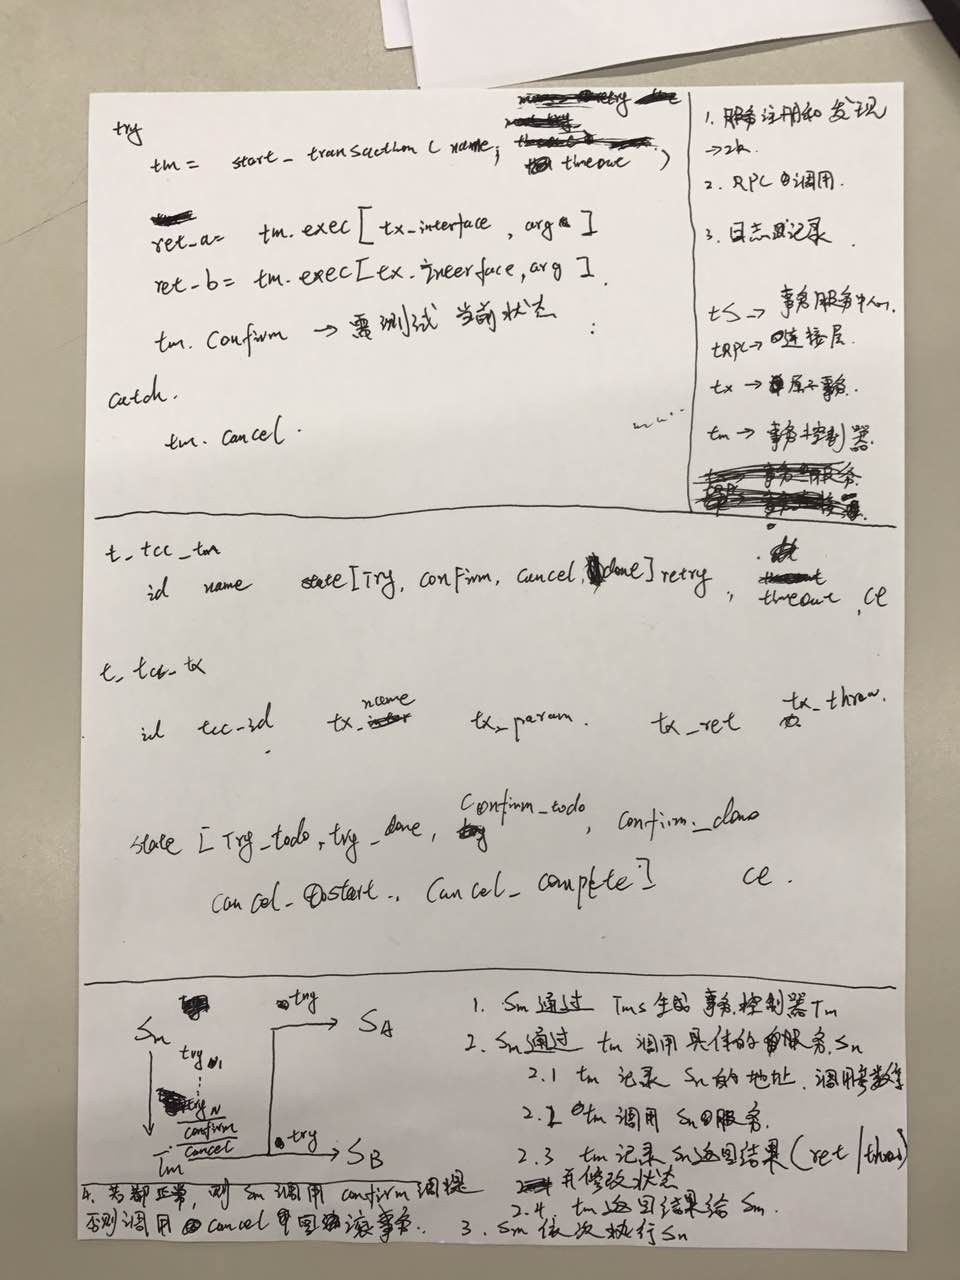 try
tm = start_transaction ( name, timeout )
ret_a = tm.exec [ tx_interface , arg ]
ret_b = tm.exec [ tx_interface, arg ].
tm. Confirm → 需测试 当前状态
catch.
tm. cancel.
1. 服务注册和发现
→ zk.
2. RPC 调用.
3. 日志 记录
tS → 事务服务中心.
tRPC → 连接层.
tx → 单个事务.
tm → 事务控制器.
t_tcc_tm
id name state [Try, confirm, cancel, done] retry, timeout, ce
t_tcc_tx
id tcc_id tx_name tx_param. tx_ret tx_throw.
state [ Try_todo, try_done, Confirm_todo, confirm_done
cancel_start., Cancel_complete ] ce.
Sm try SA
try 1
try N
confirm
cancel
Tm try SB
1. Sm 通过 Tms 生成 事务控制器 Tm
2. Sm 通过 tm 调用具体的服务 Sn
2.1 tm 记录 Sn 的地址. 调用参数
2.2 tm 调用 Sn 服务.
2.3 tm 记录 Sn 返回结果 (ret / throw)
并修改状态
2.4. tm 返回结果给 Sm.
3. Sm 依次执行 Sn
4. 若都正常, 则 Sm 调用 confirm 调提
否则调用 cancel 回滚事务.